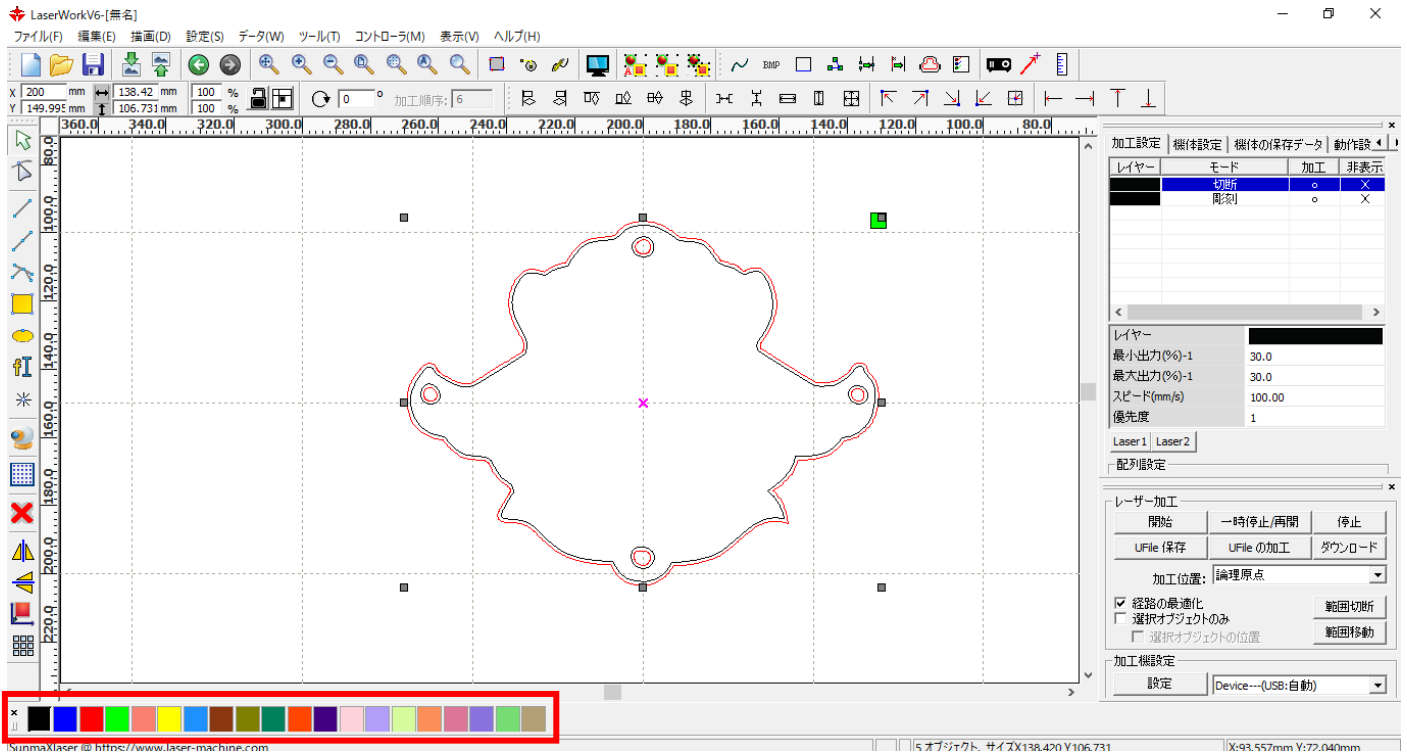 LaserWorkV6-[無名]
ファイル(F) 編集(E) 描画(D) 設定(S) データ(W) ツール(T) コントローラ(M) 表示(V) ヘルプ(H)
BMP
X 200 mm 138.42 mm 100 %
Y 149.995 mm 106.731 mm 100 %
0 ° 加工順序: 6
360.0 340.0 320.0 300.0 280.0 260.0 240.0 220.0 200.0 180.0 160.0 140.0 120.0 100.0 80.0
80.0
100.0
120.0
140.0
160.0
180.0
200.0
220.0
加工設定 機体設定 機体の保存データ 動作設
レイヤー モード 加工 非表示
切断 o X
彫刻 o X
レイヤー
最小出力(%)-1 30.0
最大出力(%)-1 30.0
スピード(mm/s) 100.00
優先度 1
Laser1 Laser2
配列設定
レーザー加工
開始 一時停止/再開 停止
UFile 保存 UFile の加工 ダウンロード
加工位置: 論理原点
経路の最適化
選択オブジェクトのみ
選択オブジェクトの位置
範囲切断
範囲移動
加工機設定
設定 Device---(USB:自動)
SunmaXlaser @ https://www.laser-machine.com
5 オブジェクト, サイズX138.420 Y106.731
X:93.557mm Y:72.040mm